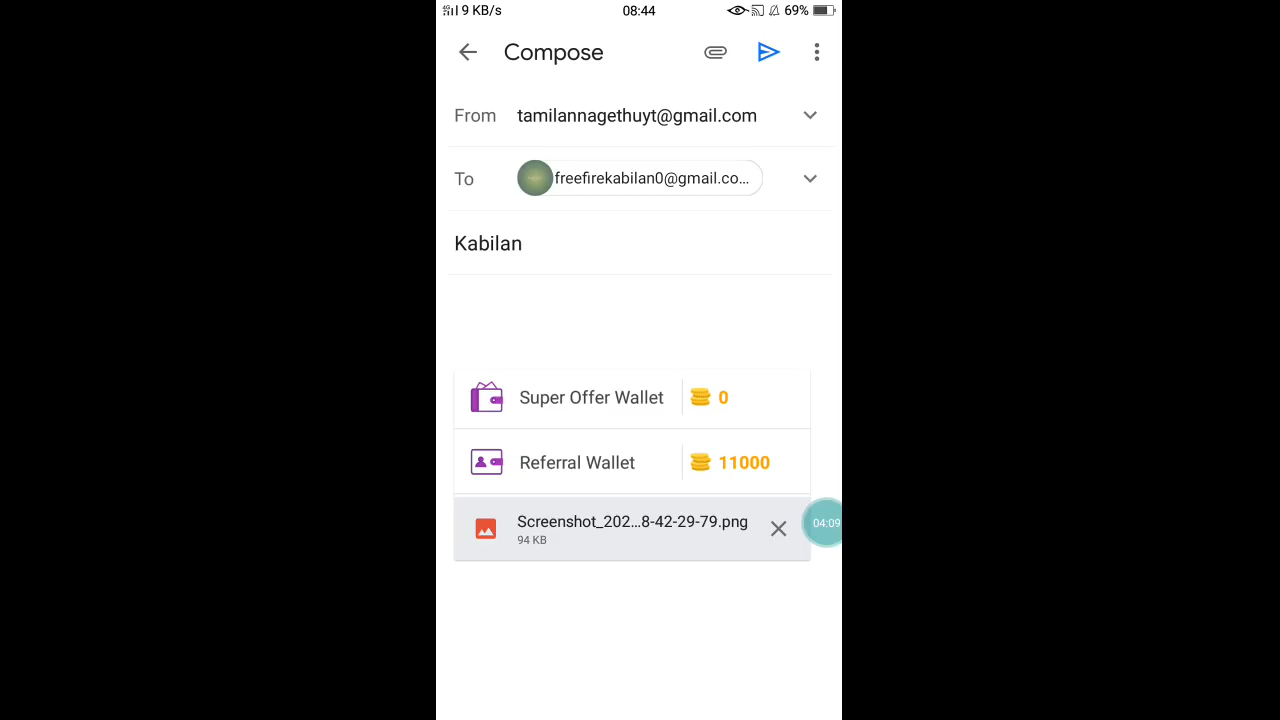 4G 9 KB/s 08:44 69%
Compose
From tamilannagethuyt@gmail.com
To freefirekabilan0@gmail.co...
Kabilan
Super Offer Wallet 0
Referral Wallet 11000
Screenshot_202...8-42-29-79.png
94 KB
04:09